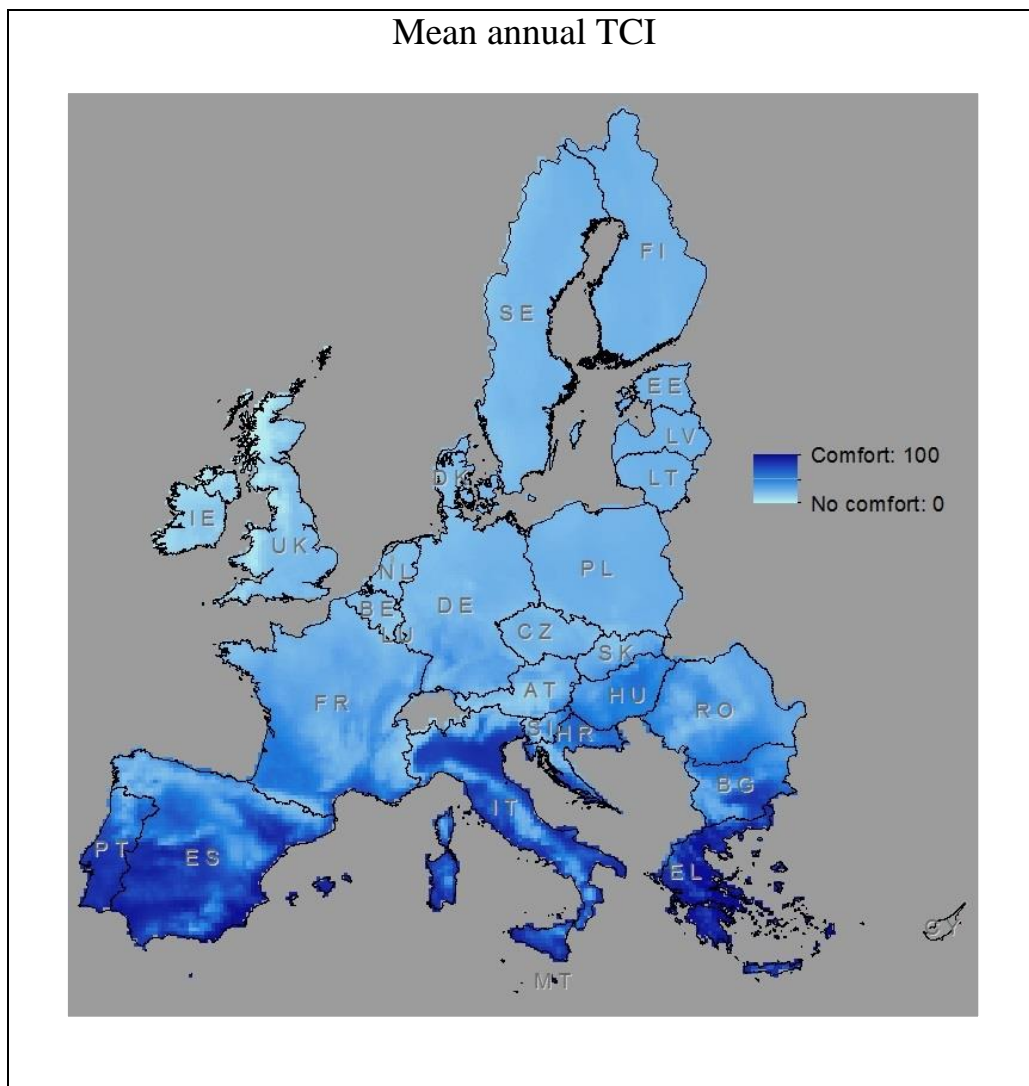 Mean annual TCI
FI
SE
EE
LV
Comfort: 100
DK
LT
No comfort: 0
IE
UK
NL
PL
BE
DE
LU
CZ
SK
AT
FR
HU
RO
SI
HR
BG
IT
PT
ES
EL
CY
MT